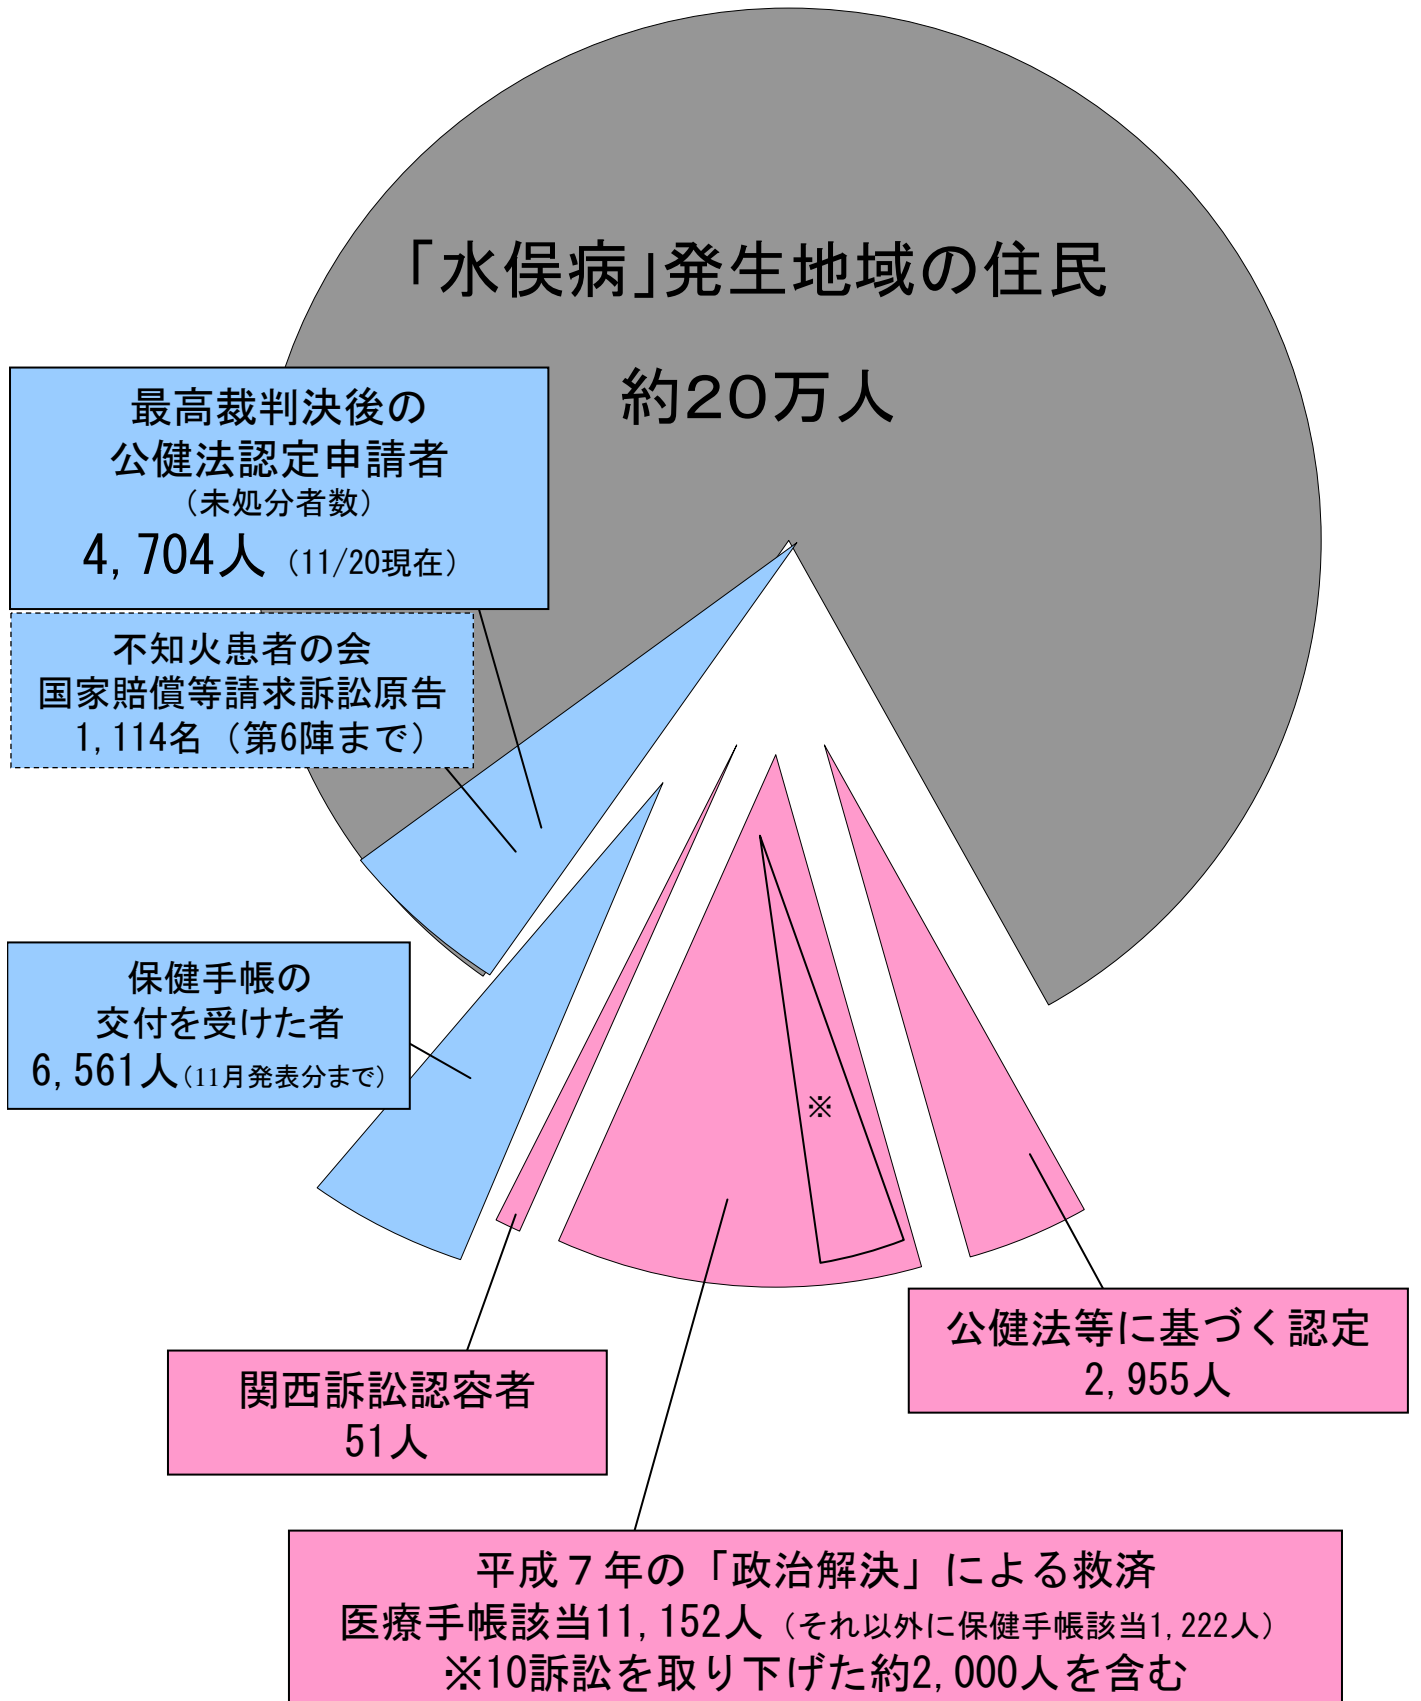 「水俣病」発生地域の住民
約20万人
最高裁判決後の
公健法認定申請者
（未処分者数）
4,704人（11/20現在）
不知火患者の会
国家賠償等請求訴訟原告
1,114名（第6陣まで）
保健手帳の
交付を受けた者
6,561人（11月発表分まで）
※
関西訴訟認容者
51人
公健法等に基づく認定
2,955人
平成７年の「政治解決」による救済
医療手帳該当11,152人（それ以外に保健手帳該当1,222人）
※10訴訟を取り下げた約2,000人を含む